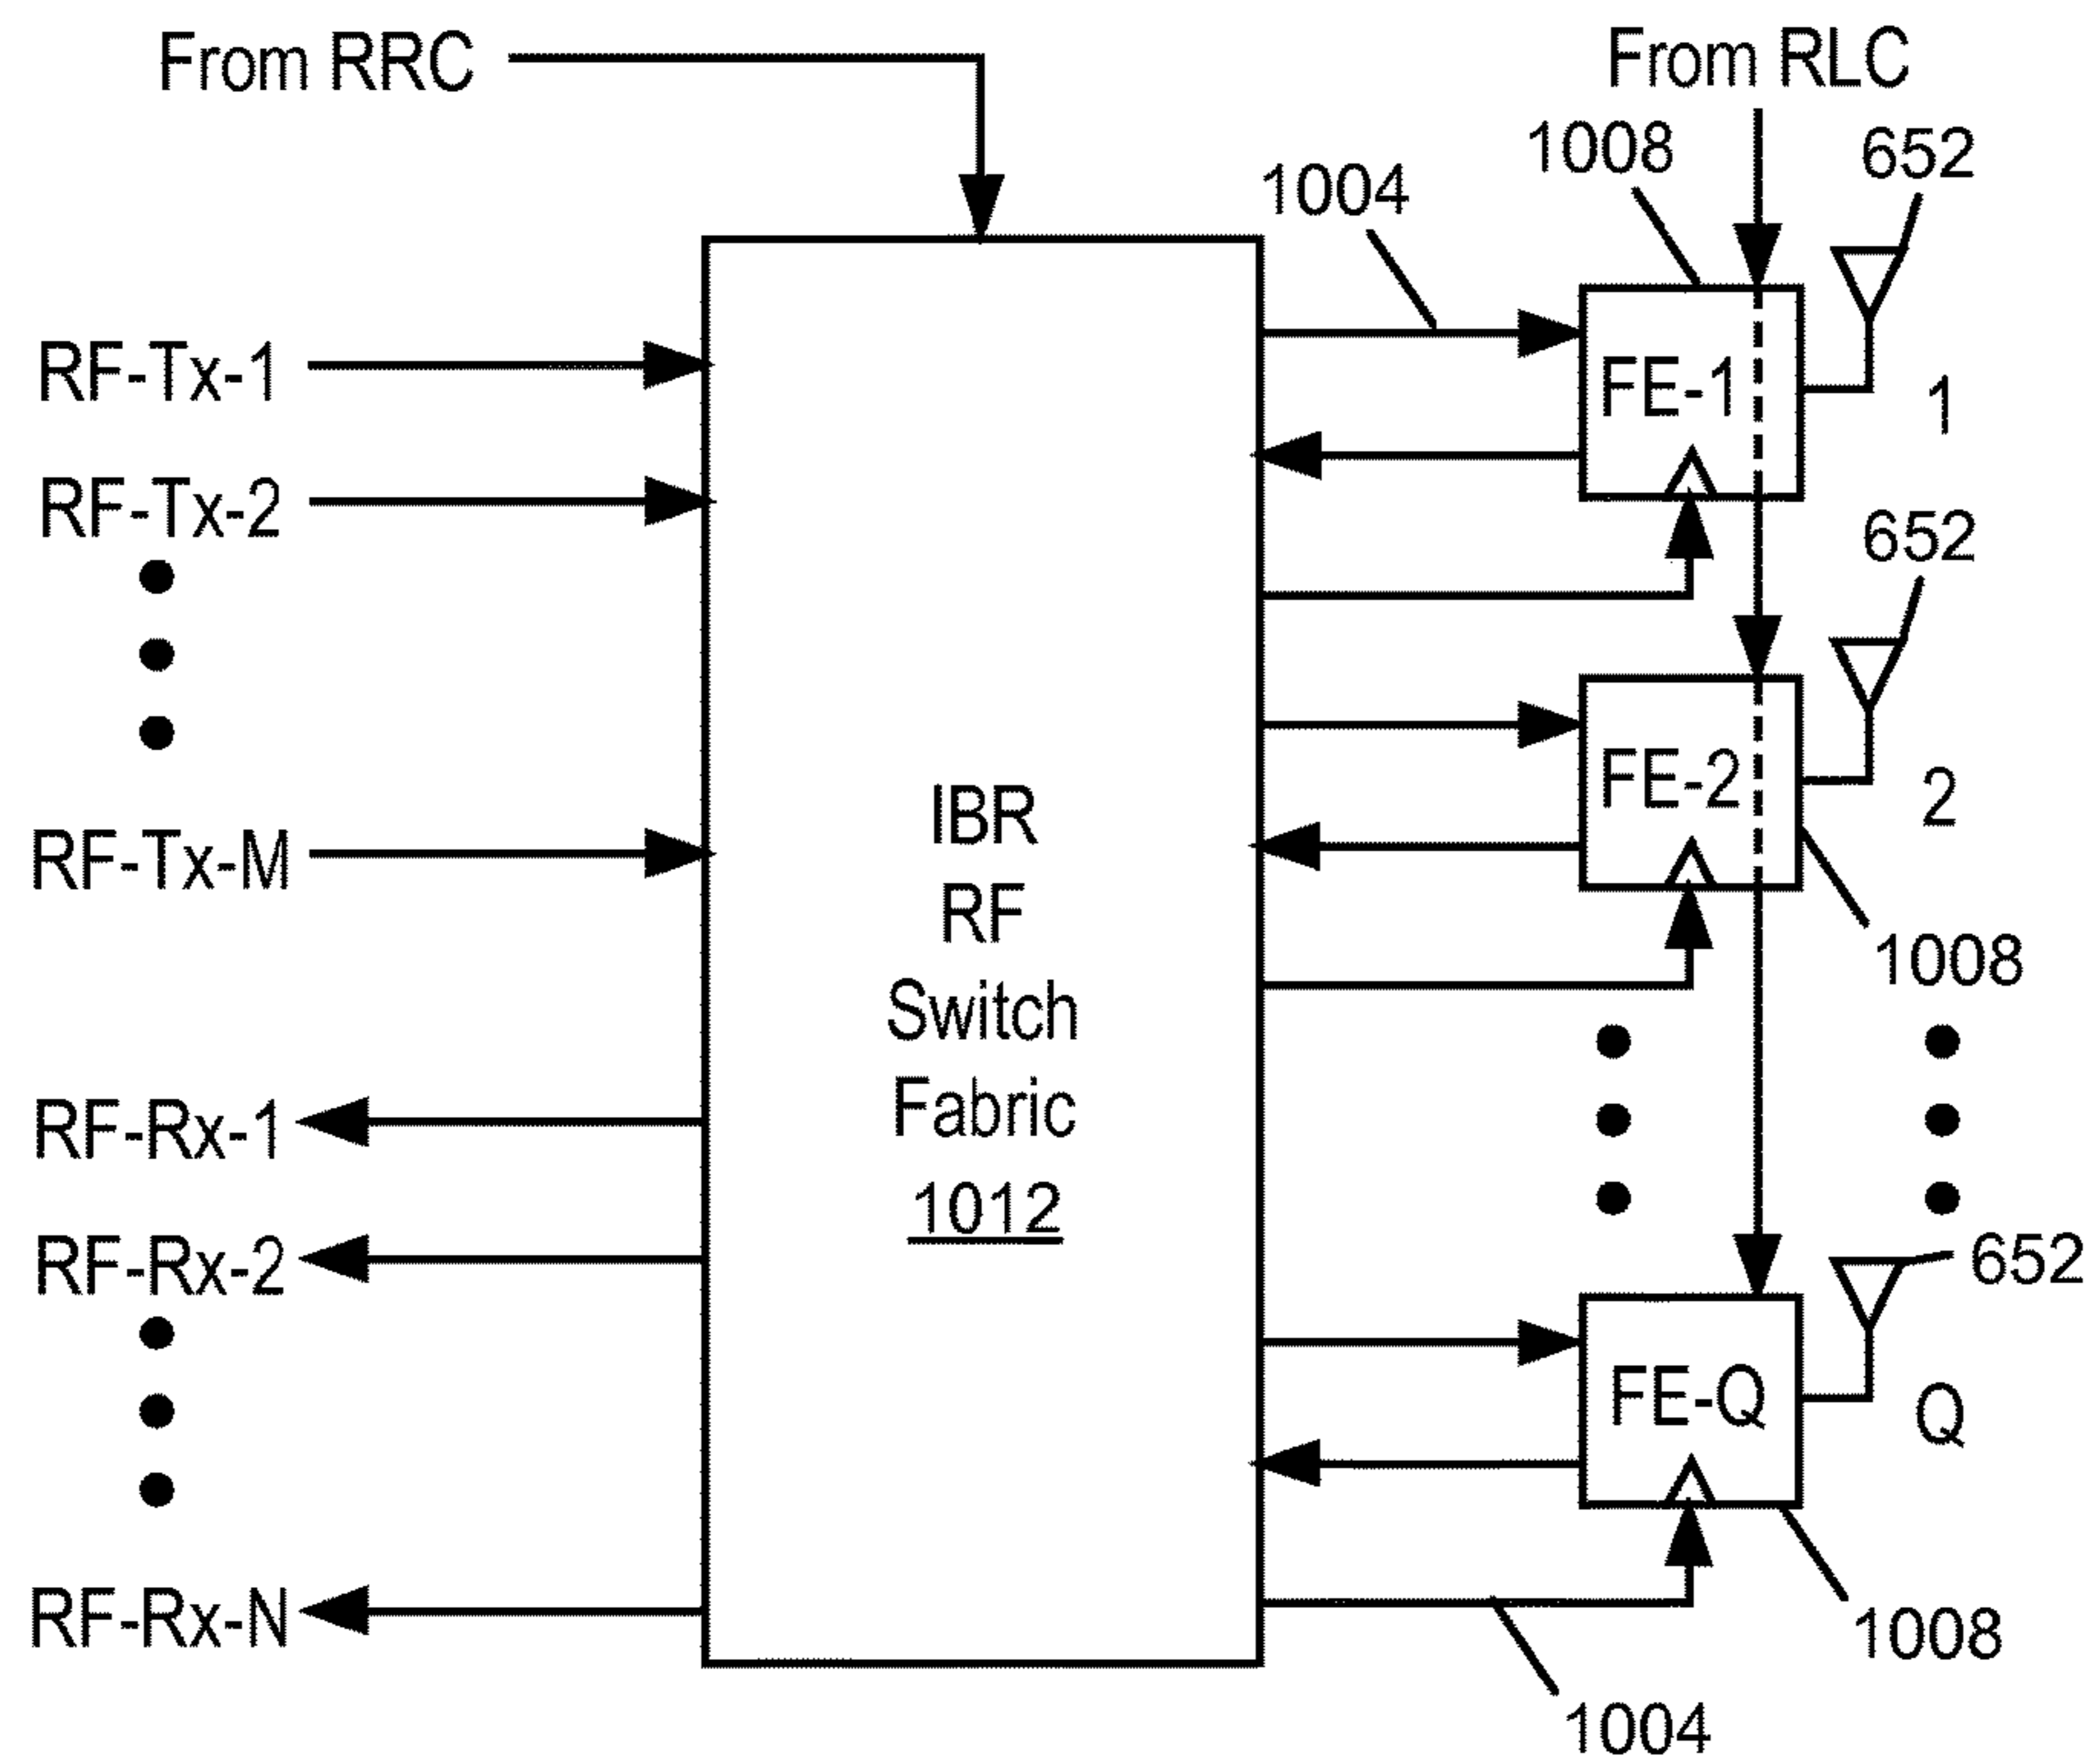 From RRC
From RLC
1008
652
1004
RF-Tx-1
FE-1
1
RF-Tx-2
652
RF-Tx-M
IBR
RF
Switch
Fabric
1012
FE-2
2
1008
RF-Rx-1
RF-Rx-2
652
FE-Q
Q
RF-Rx-N
1008
1004